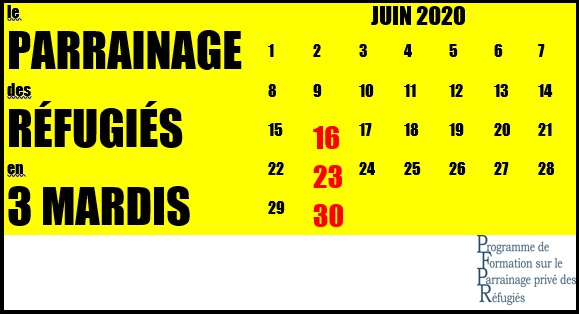 le
PARRAINAGE
des
RÉFUGIÉS
en
3 MARDIS
JUIN 2020
1 2 3 4 5 6 7
8 9 10 11 12 13 14
15 16 17 18 19 20 21
22 23 24 25 26 27 28
29 30
Programme de
Formation sur le
Parrainage privé des
Réfugiés